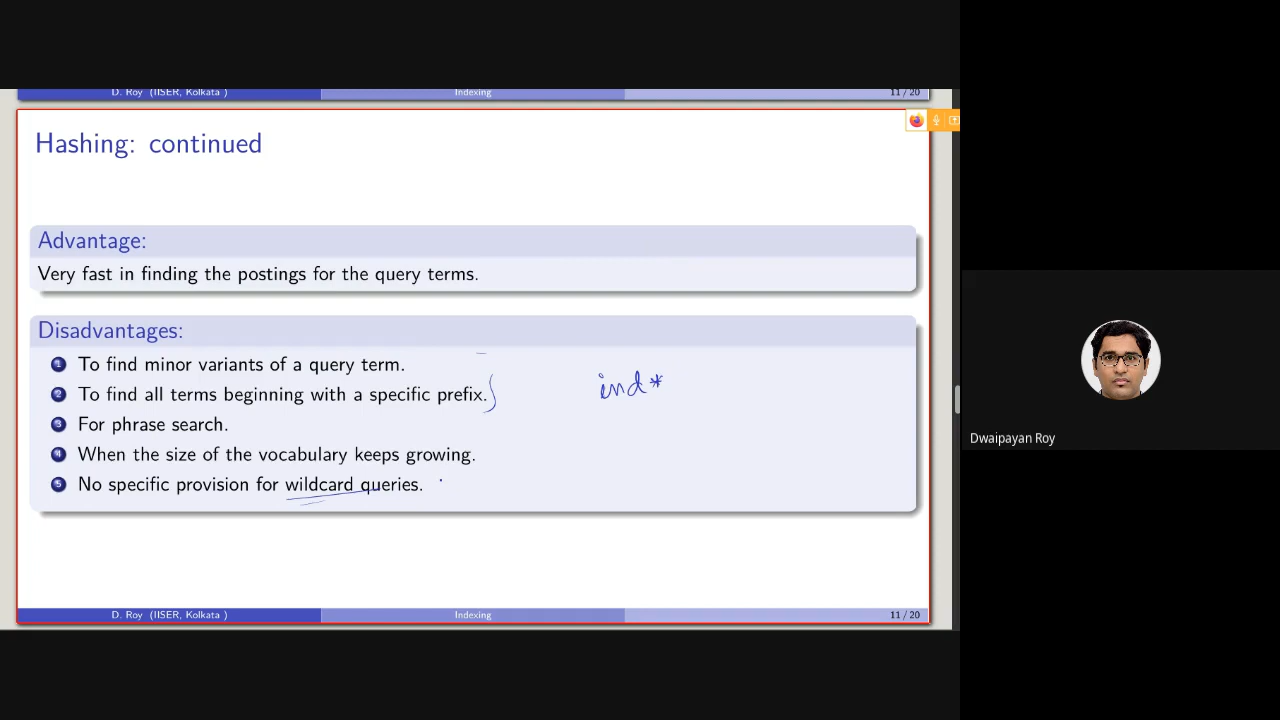 D. Roy (IISER, Kolkata ) Indexing 11 / 20
Hashing: continued
Advantage:
Very fast in finding the postings for the query terms.
Disadvantages:
1 To find minor variants of a query term.
2 To find all terms beginning with a specific prefix.
ind*
3 For phrase search.
4 When the size of the vocabulary keeps growing.
5 No specific provision for wildcard queries.
D. Roy (IISER, Kolkata ) Indexing 11 / 20
Dwaipayan Roy